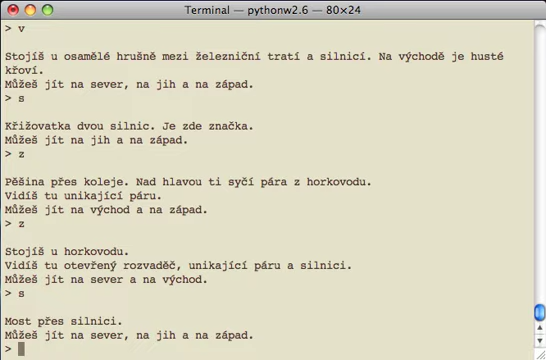 Terminal — pythonw2.6 — 80×24
> v
Stojíš u osamělé hrušně mezi železniční tratí a silnicí. Na východě je husté
křoví.
Můžeš jít na sever, na jih a na západ.
> s
Křižovatka dvou silnic. Je zde značka.
Můžeš jít na jih a na západ.
> z
Pěšina přes koleje. Nad hlavou ti syčí pára z horkovodu.
Vidíš tu unikající páru.
Můžeš jít na východ a na západ.
> z
Stojíš u horkovodu.
Vidíš tu otevřený rozvaděč, unikající páru a silnici.
Můžeš jít na sever a na východ.
> s
Most přes silnici.
Můžeš jít na sever, na jih a na západ.
>